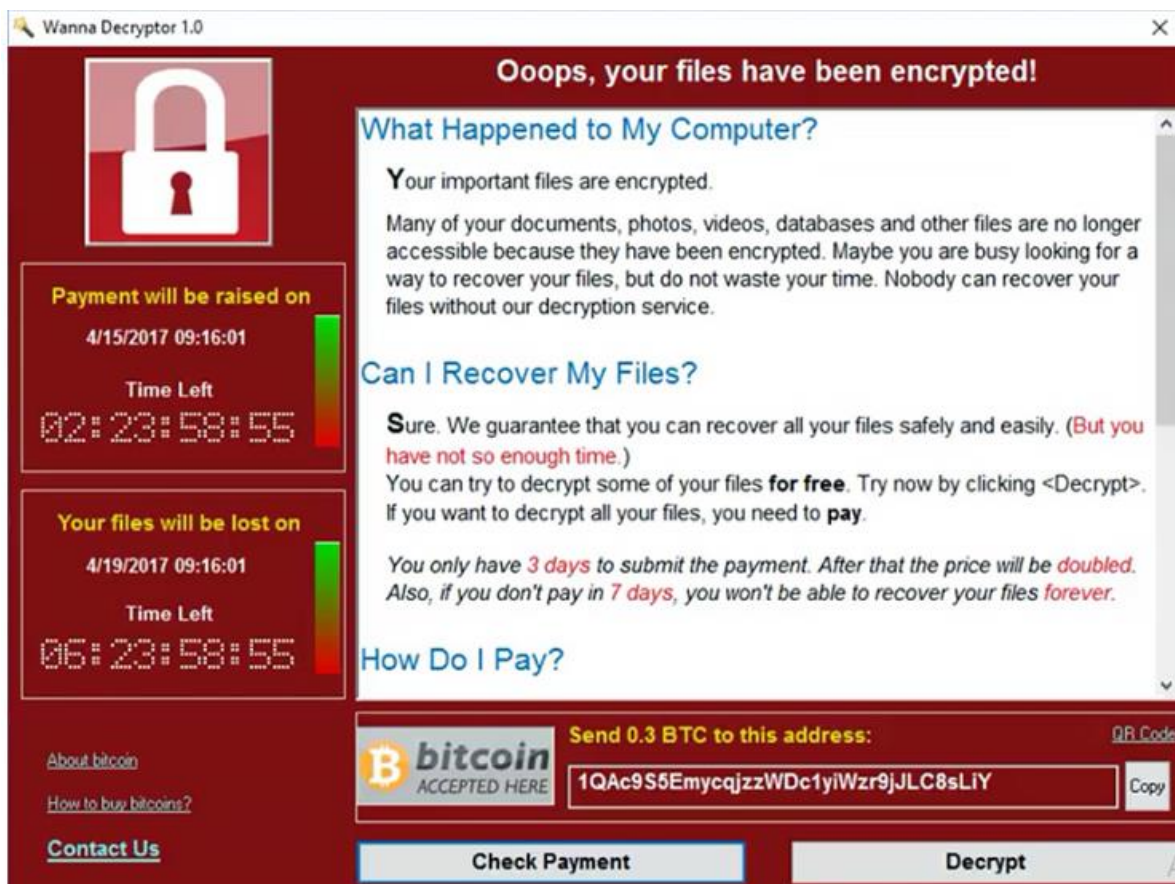 Wanna Decryptor 1.0
Ooops, your files have been encrypted!
Payment will be raised on
4/15/2017 09:16:01
Time Left
02:23:58:55
Your files will be lost on
4/19/2017 09:16:01
Time Left
06:23:58:55
About bitcoin
How to buy bitcoins?
Contact Us
What Happened to My Computer?
Your important files are encrypted.
Many of your documents, photos, videos, databases and other files are no longer
accessible because they have been encrypted. Maybe you are busy looking for a
way to recover your files, but do not waste your time. Nobody can recover your
files without our decryption service.
Can I Recover My Files?
Sure. We guarantee that you can recover all your files safely and easily. (But you
have not so enough time.)
You can try to decrypt some of your files for free. Try now by clicking <Decrypt>.
If you want to decrypt all your files, you need to pay.
You only have 3 days to submit the payment. After that the price will be doubled.
Also, if you don't pay in 7 days, you won't be able to recover your files forever.
How Do I Pay?
bitcoin
ACCEPTED HERE
Send 0.3 BTC to this address:
QR Code
1QAc9S5EmycqjzzWDc1yiWzr9jJLC8sLiY
Copy
Check Payment
Decrypt